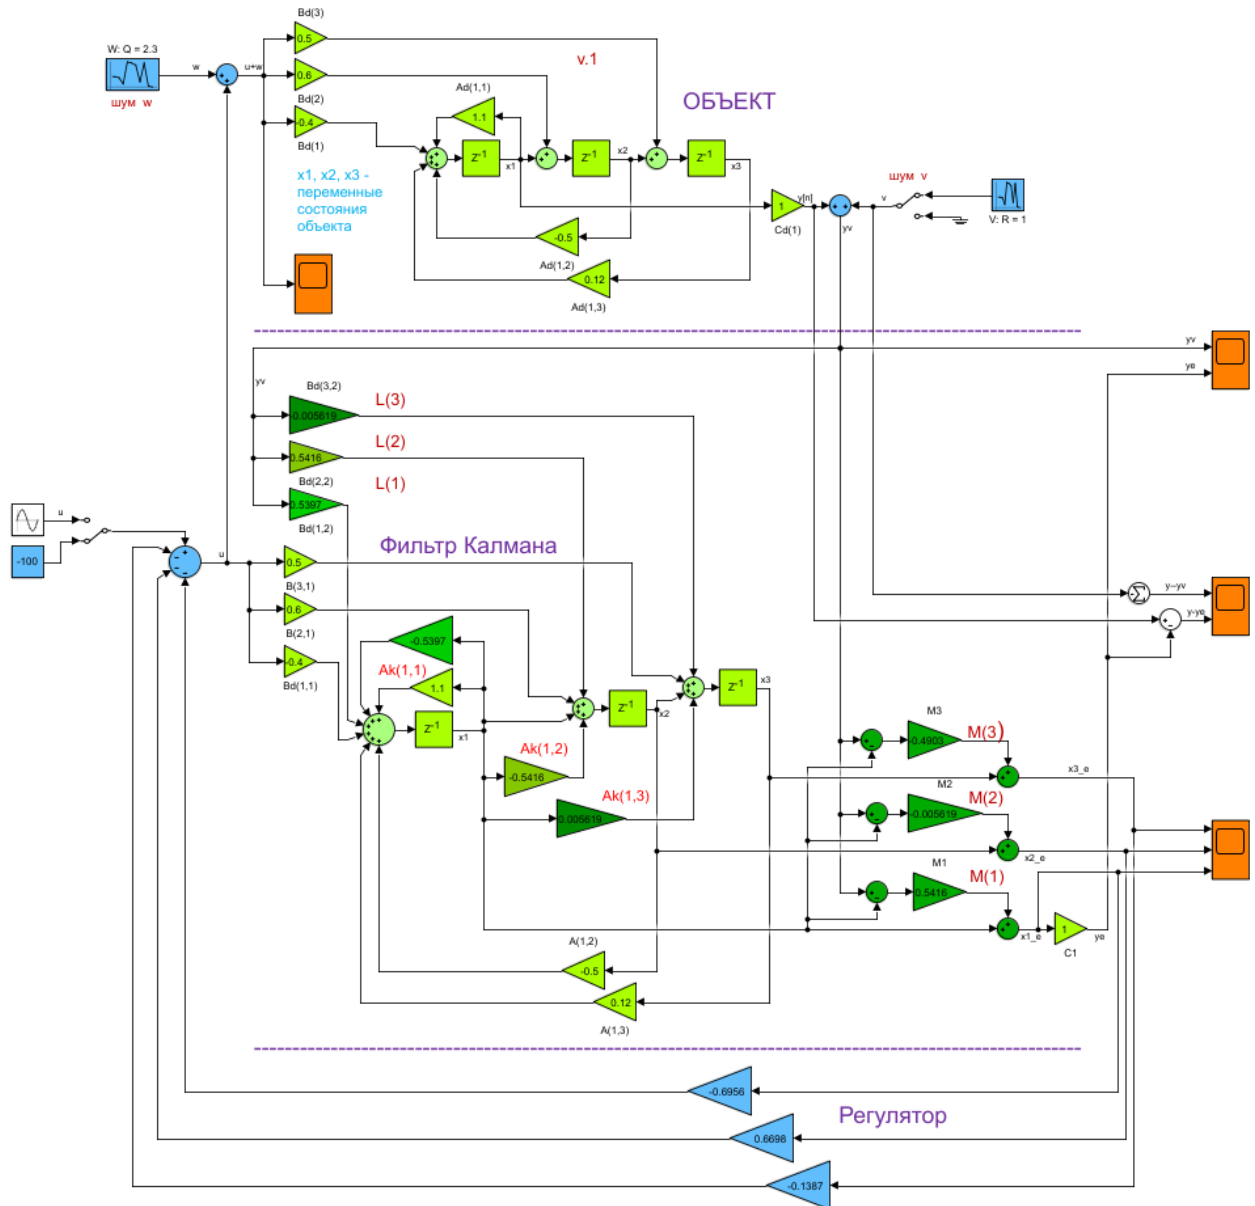 Bd(3)
0.5
W: Q = 2.3
w
u+w
0.6
v.1
шум w
Bd(2)
Ad(1,1)
ОБЪЕКТ
-0.4
1.1
Bd(1)
Z⁻¹
x1
Z⁻¹
x2
Z⁻¹
x3
x1, x2, x3 -
переменные
состояния
объекта
шум v
1
y[n]
v
V: R = 1
Cd(1)
yv
-0.5
Ad(1,2)
0.12
Ad(1,3)
yv
ye
yv
Bd(3,2)
L(3)
-0.005619
L(2)
0.5416
Bd(2,2)
L(1)
0.5397
Bd(1,2)
u
-100
u
Фильтр Калмана
0.5
B(3,1)
0.6
B(2,1)
-0.4
Bd(1,1)
y--yv
y-ye
-0.5397
Ak(1,1)
1.1
Z⁻¹
x1
Z⁻¹
x2
Z⁻¹
x3
Ak(1,2)
-0.5416
Ak(1,3)
0.005619
M3
-0.4903
M(3)
x3_e
M2
-0.005619
M(2)
x2_e
M1
0.5416
M(1)
x1_e
1
ye
C1
A(1,2)
-0.5
0.12
A(1,3)
-0.6956
Регулятор
0.6698
-0.1387